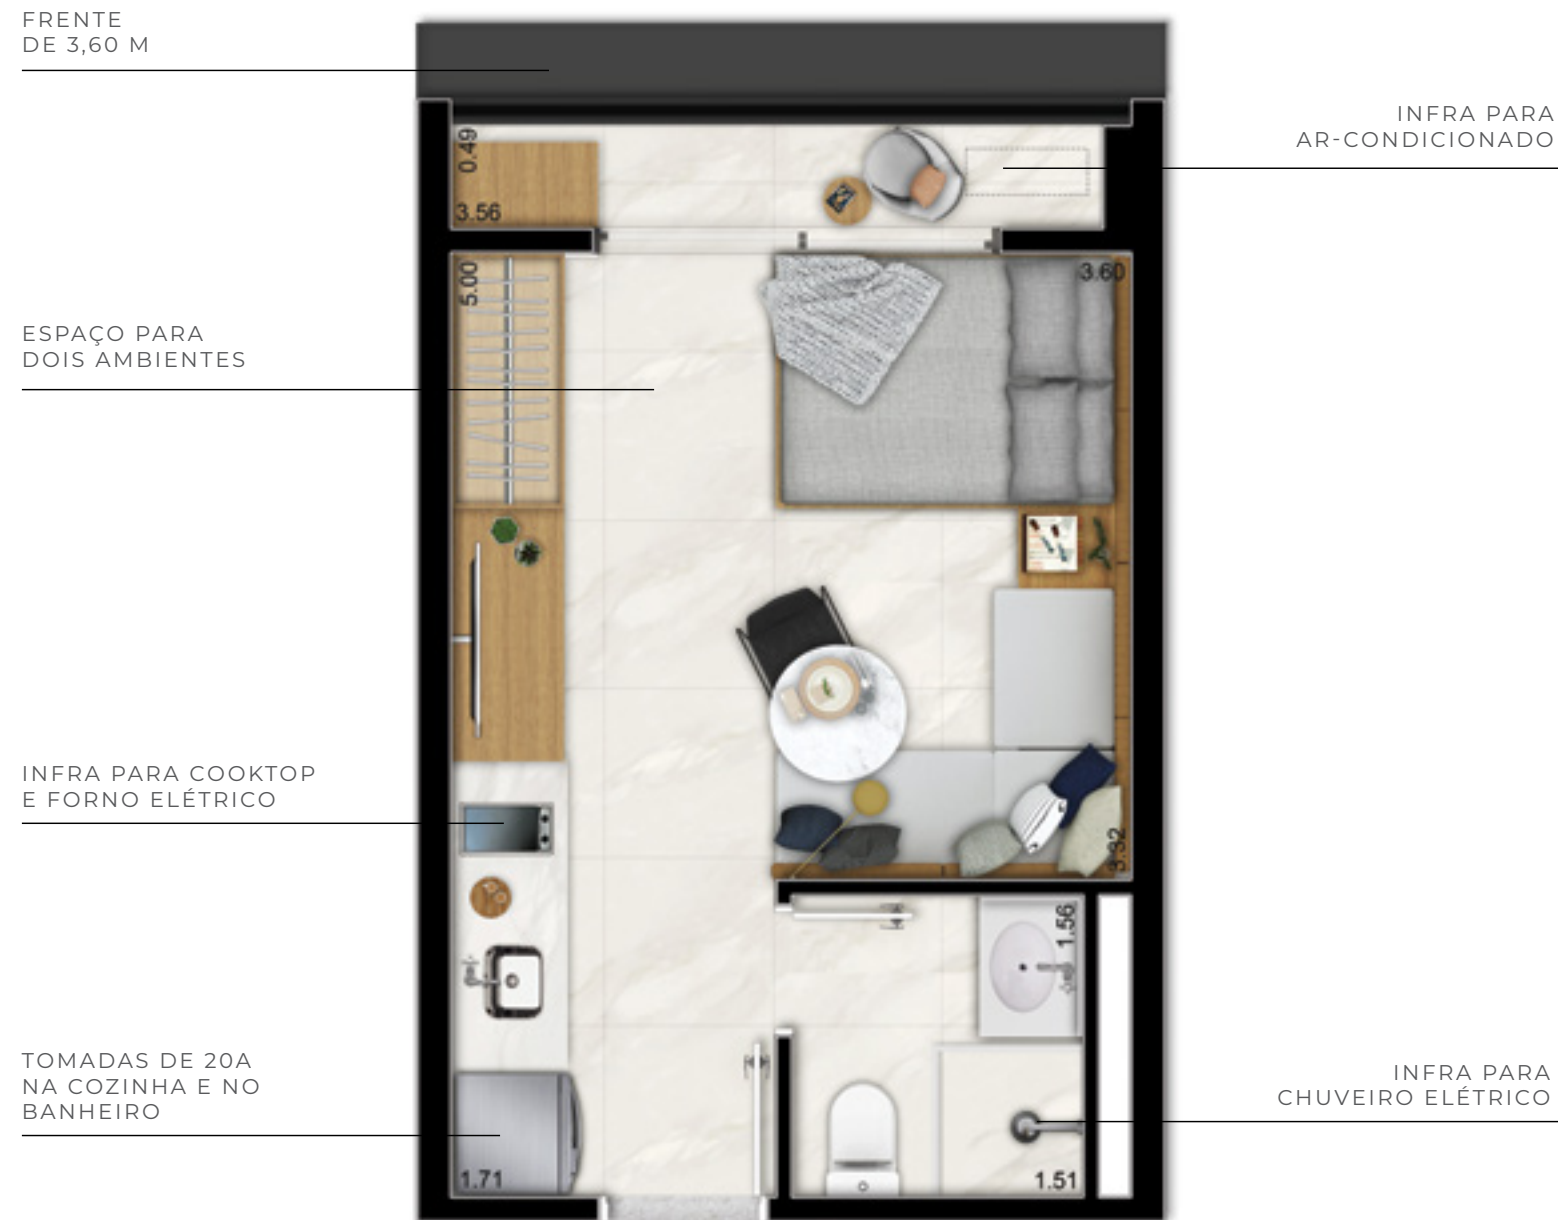 FRENTE
DE 3,60 M
INFRA PARA
AR-CONDICIONADO
0.49
3.56
5.00
3.60
ESPAÇO PARA
DOIS AMBIENTES
INFRA PARA COOKTOP
E FORNO ELÉTRICO
3.32
1.56
TOMADAS DE 20A
NA COZINHA E NO
BANHEIRO
INFRA PARA
CHUVEIRO ELÉTRICO
1.71
1.51